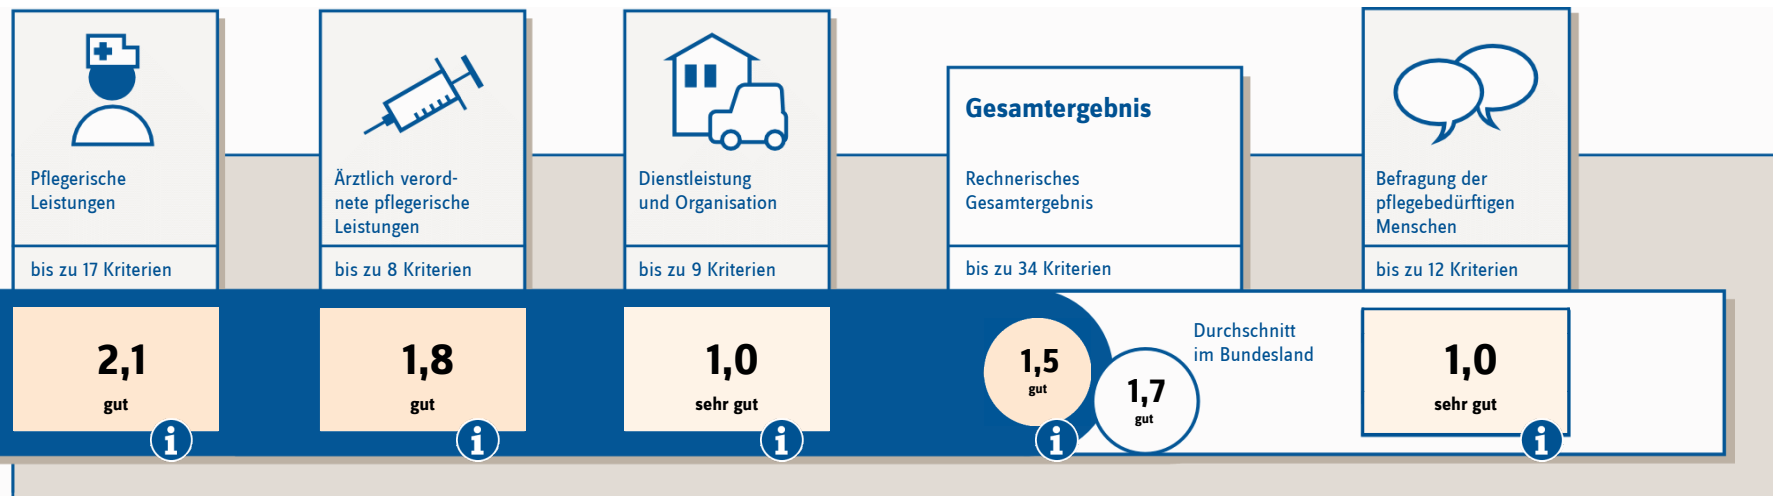 Pflegerische
Leistungen
bis zu 17 Kriterien
2,1
gut
Ärztlich verord-
nete pflegerische
Leistungen
bis zu 8 Kriterien
1,8
gut
Dienstleistung
und Organisation
bis zu 9 Kriterien
1,0
sehr gut
Gesamtergebnis
Rechnerisches
Gesamtergebnis
bis zu 34 Kriterien
1,5
gut
1,7
gut
Durchschnitt
im Bundesland
Befragung der
pflegebedürftigen
Menschen
bis zu 12 Kriterien
1,0
sehr gut